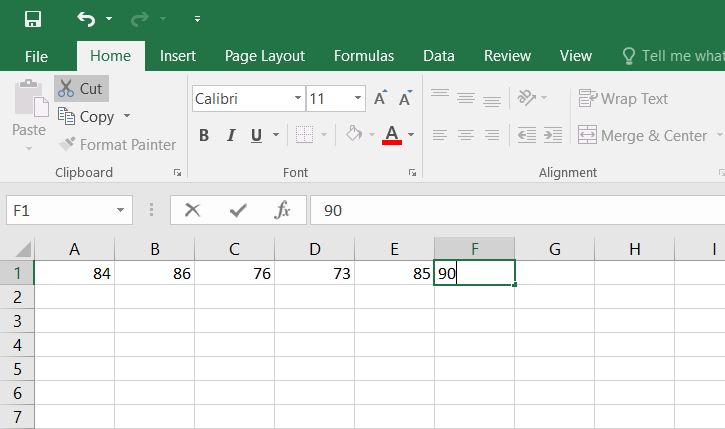 File Home Insert Page Layout Formulas Data Review View Tell me what
Paste Cut
Copy
Format Painter
Clipboard
Calibri 11 A A
B I U A
Font
Wrap Text
Merge & Center
Alignment
F1 fx 90
A B C D E F G H I
1 84 86 76 73 85 90
2
3
4
5
6
7